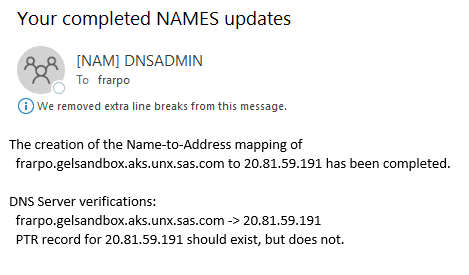 Your completed NAMES updates
[NAM] DNSADMIN
To frarpo
We removed extra line breaks from this message.
The creation of the Name-to-Address mapping of
frarpo.gelsandbox.aks.unx.sas.com to 20.81.59.191 has been completed.
DNS Server verifications:
frarpo.gelsandbox.aks.unx.sas.com -> 20.81.59.191
PTR record for 20.81.59.191 should exist, but does not.